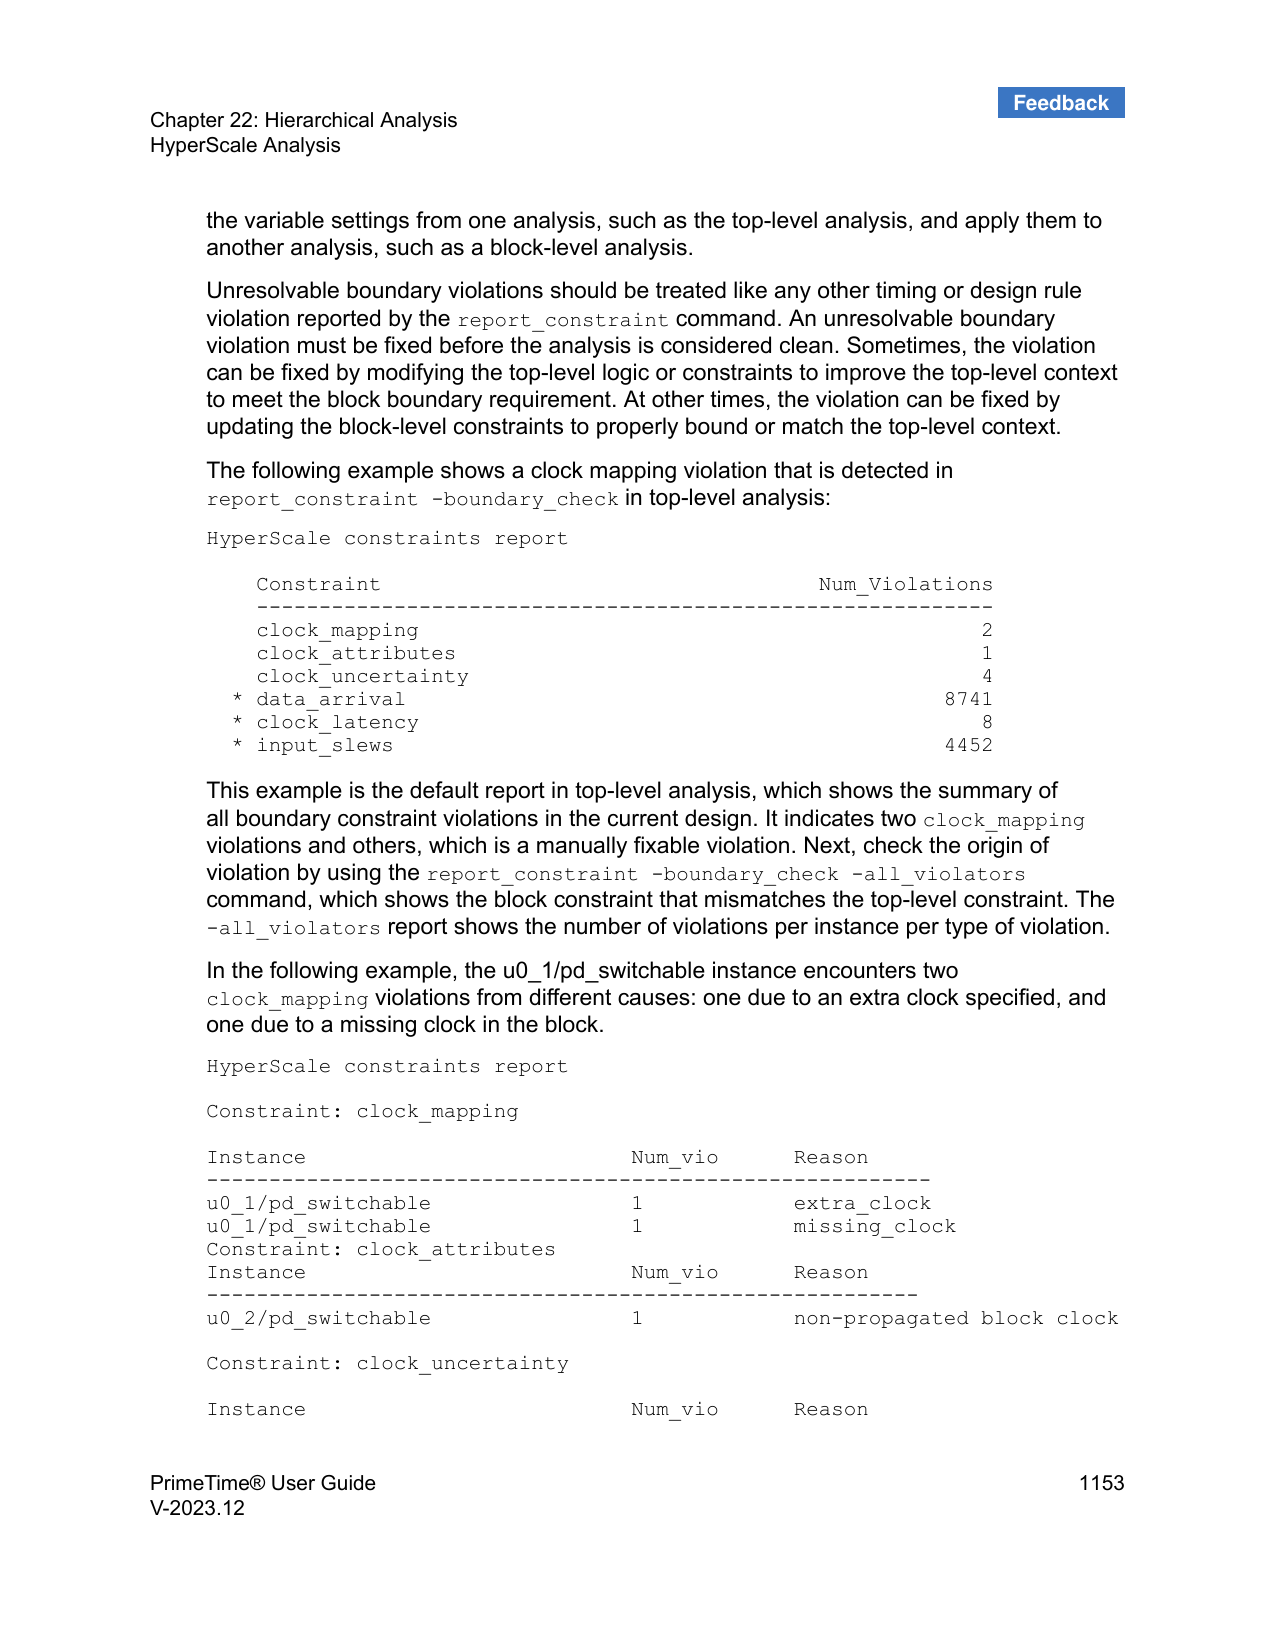 Feedback
Chapter 22: Hierarchical Analysis
HyperScale Analysis
the variable settings from one analysis, such as the top-level analysis, and apply them to
another analysis, such as a block-level analysis.
Unresolvable boundary violations should be treated like any other timing or design rule
violation reported by the report_constraint command. An unresolvable boundary
violation must be fixed before the analysis is considered clean. Sometimes, the violation
can be fixed by modifying the top-level logic or constraints to improve the top-level context
to meet the block boundary requirement. At other times, the violation can be fixed by
updating the block-level constraints to properly bound or match the top-level context.
The following example shows a clock mapping violation that is detected in
report_constraint -boundary_check in top-level analysis:
HyperScale constraints report
Constraint                                   Num_Violations
-----------------------------------------------------------
clock_mapping                                             2
clock_attributes                                          1
clock_uncertainty                                         4
* data_arrival                                           8741
* clock_latency                                             8
* input_slews                                            4452
This example is the default report in top-level analysis, which shows the summary of
all boundary constraint violations in the current design. It indicates two clock_mapping
violations and others, which is a manually fixable violation. Next, check the origin of
violation by using the report_constraint -boundary_check -all_violators
command, which shows the block constraint that mismatches the top-level constraint. The
-all_violators report shows the number of violations per instance per type of violation.
In the following example, the u0_1/pd_switchable instance encounters two
clock_mapping violations from different causes: one due to an extra clock specified, and
one due to a missing clock in the block.
HyperScale constraints report
Constraint: clock_mapping
Instance                          Num_vio      Reason
----------------------------------------------------------
u0_1/pd_switchable                1            extra_clock
u0_1/pd_switchable                1            missing_clock
Constraint: clock_attributes
Instance                          Num_vio      Reason
---------------------------------------------------------
u0_2/pd_switchable                1            non-propagated block clock
Constraint: clock_uncertainty
Instance                          Num_vio      Reason
PrimeTime® User Guide                1153
V-2023.12